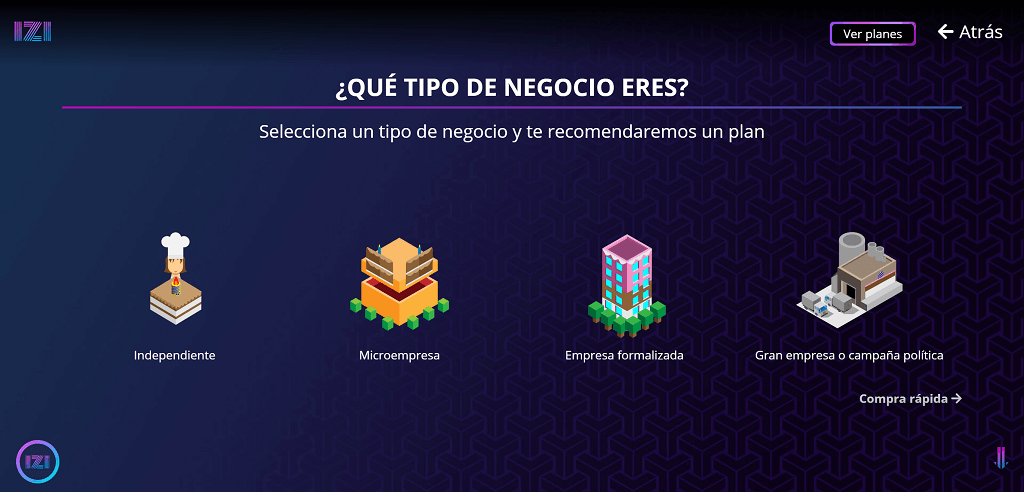 IZI
Ver planes
Atrás
¿QUÉ TIPO DE NEGOCIO ERES?
Selecciona un tipo de negocio y te recomendaremos un plan
Independiente
Microempresa
Empresa formalizada
Gran empresa o campaña política
Compra rápida
IZI